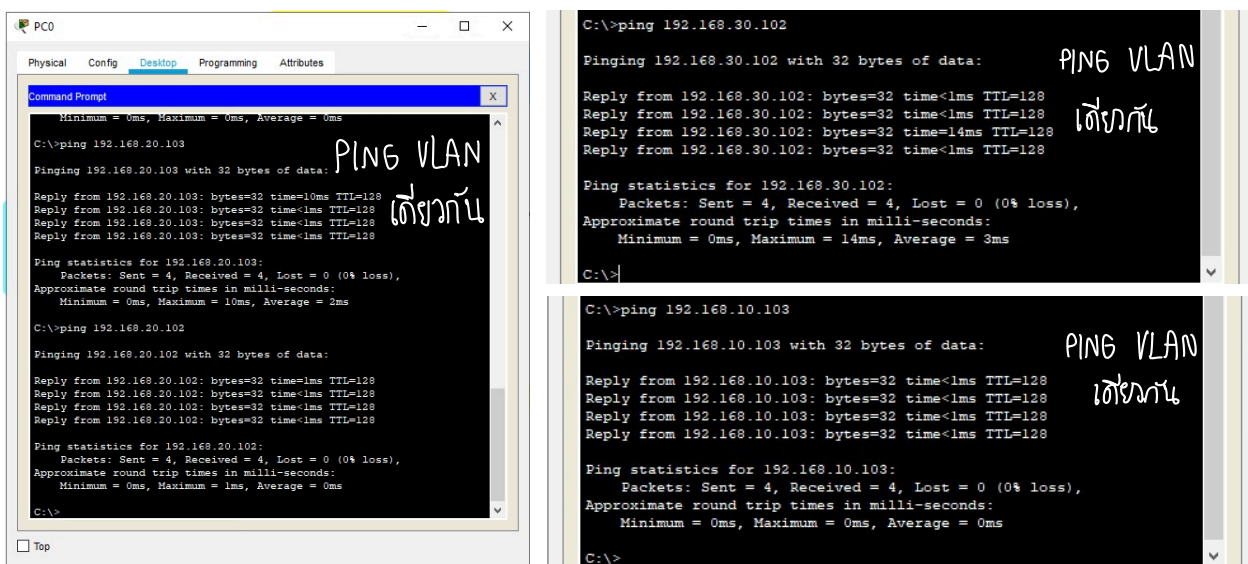 PC0
Physical Config Desktop Programming Attributes
Command Prompt X
Minimum = 0ms, Maximum = 0ms, Average = 0ms
C:\>ping 192.168.20.103
Pinging 192.168.20.103 with 32 bytes of data:
Reply from 192.168.20.103: bytes=32 time=10ms TTL=128
Reply from 192.168.20.103: bytes=32 time<1ms TTL=128
Reply from 192.168.20.103: bytes=32 time<1ms TTL=128
Reply from 192.168.20.103: bytes=32 time<1ms TTL=128
Ping statistics for 192.168.20.103:
Packets: Sent = 4, Received = 4, Lost = 0 (0% loss),
Approximate round trip times in milli-seconds:
Minimum = 0ms, Maximum = 10ms, Average = 2ms
C:\>ping 192.168.20.102
Pinging 192.168.20.102 with 32 bytes of data:
Reply from 192.168.20.102: bytes=32 time=1ms TTL=128
Reply from 192.168.20.102: bytes=32 time<1ms TTL=128
Reply from 192.168.20.102: bytes=32 time<1ms TTL=128
Reply from 192.168.20.102: bytes=32 time<1ms TTL=128
Ping statistics for 192.168.20.102:
Packets: Sent = 4, Received = 4, Lost = 0 (0% loss),
Approximate round trip times in milli-seconds:
Minimum = 0ms, Maximum = 1ms, Average = 0ms
C:\>
Top
PING VLAN
เดียวกัน
C:\>ping 192.168.30.102
Pinging 192.168.30.102 with 32 bytes of data:
Reply from 192.168.30.102: bytes=32 time<1ms TTL=128
Reply from 192.168.30.102: bytes=32 time<1ms TTL=128
Reply from 192.168.30.102: bytes=32 time=14ms TTL=128
Reply from 192.168.30.102: bytes=32 time<1ms TTL=128
Ping statistics for 192.168.30.102:
Packets: Sent = 4, Received = 4, Lost = 0 (0% loss),
Approximate round trip times in milli-seconds:
Minimum = 0ms, Maximum = 14ms, Average = 3ms
C:\>
PING VLAN
เดียวกัน
C:\>ping 192.168.10.103
Pinging 192.168.10.103 with 32 bytes of data:
Reply from 192.168.10.103: bytes=32 time<1ms TTL=128
Reply from 192.168.10.103: bytes=32 time<1ms TTL=128
Reply from 192.168.10.103: bytes=32 time<1ms TTL=128
Reply from 192.168.10.103: bytes=32 time<1ms TTL=128
Ping statistics for 192.168.10.103:
Packets: Sent = 4, Received = 4, Lost = 0 (0% loss),
Approximate round trip times in milli-seconds:
Minimum = 0ms, Maximum = 0ms, Average = 0ms
C:\>
PING VLAN
เดียวกัน